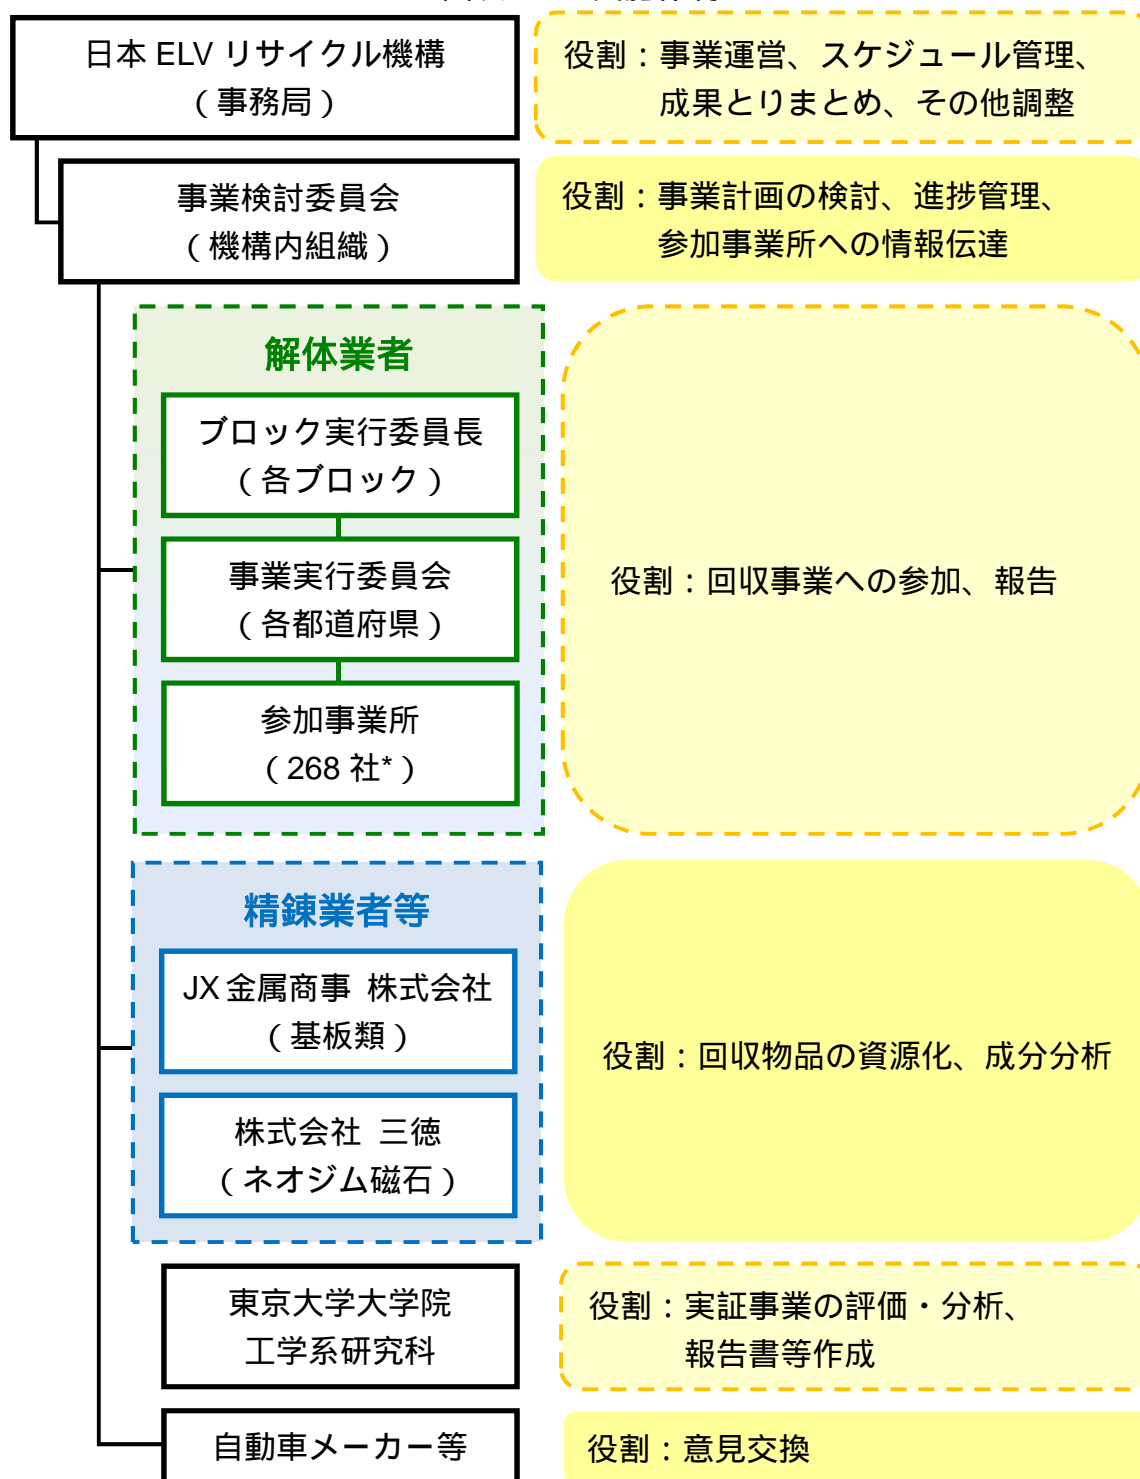 日本 ELV リサイクル機構
（事務局）
役割：事業運営、スケジュール管理、
成果とりまとめ、その他調整
事業検討委員会
（機構内組織）
役割：事業計画の検討、進捗管理、
参加事業所への情報伝達
解体業者
ブロック実行委員長
（各ブロック）
事業実行委員会
（各都道府県）
参加事業所
（268 社*）
役割：回収事業への参加、報告
精錬業者等
JX 金属商事 株式会社
（基板類）
株式会社 三徳
（ネオジム磁石）
役割：回収物品の資源化、成分分析
東京大学大学院
工学系研究科
役割：実証事業の評価・分析、
報告書等作成
自動車メーカー等
役割：意見交換